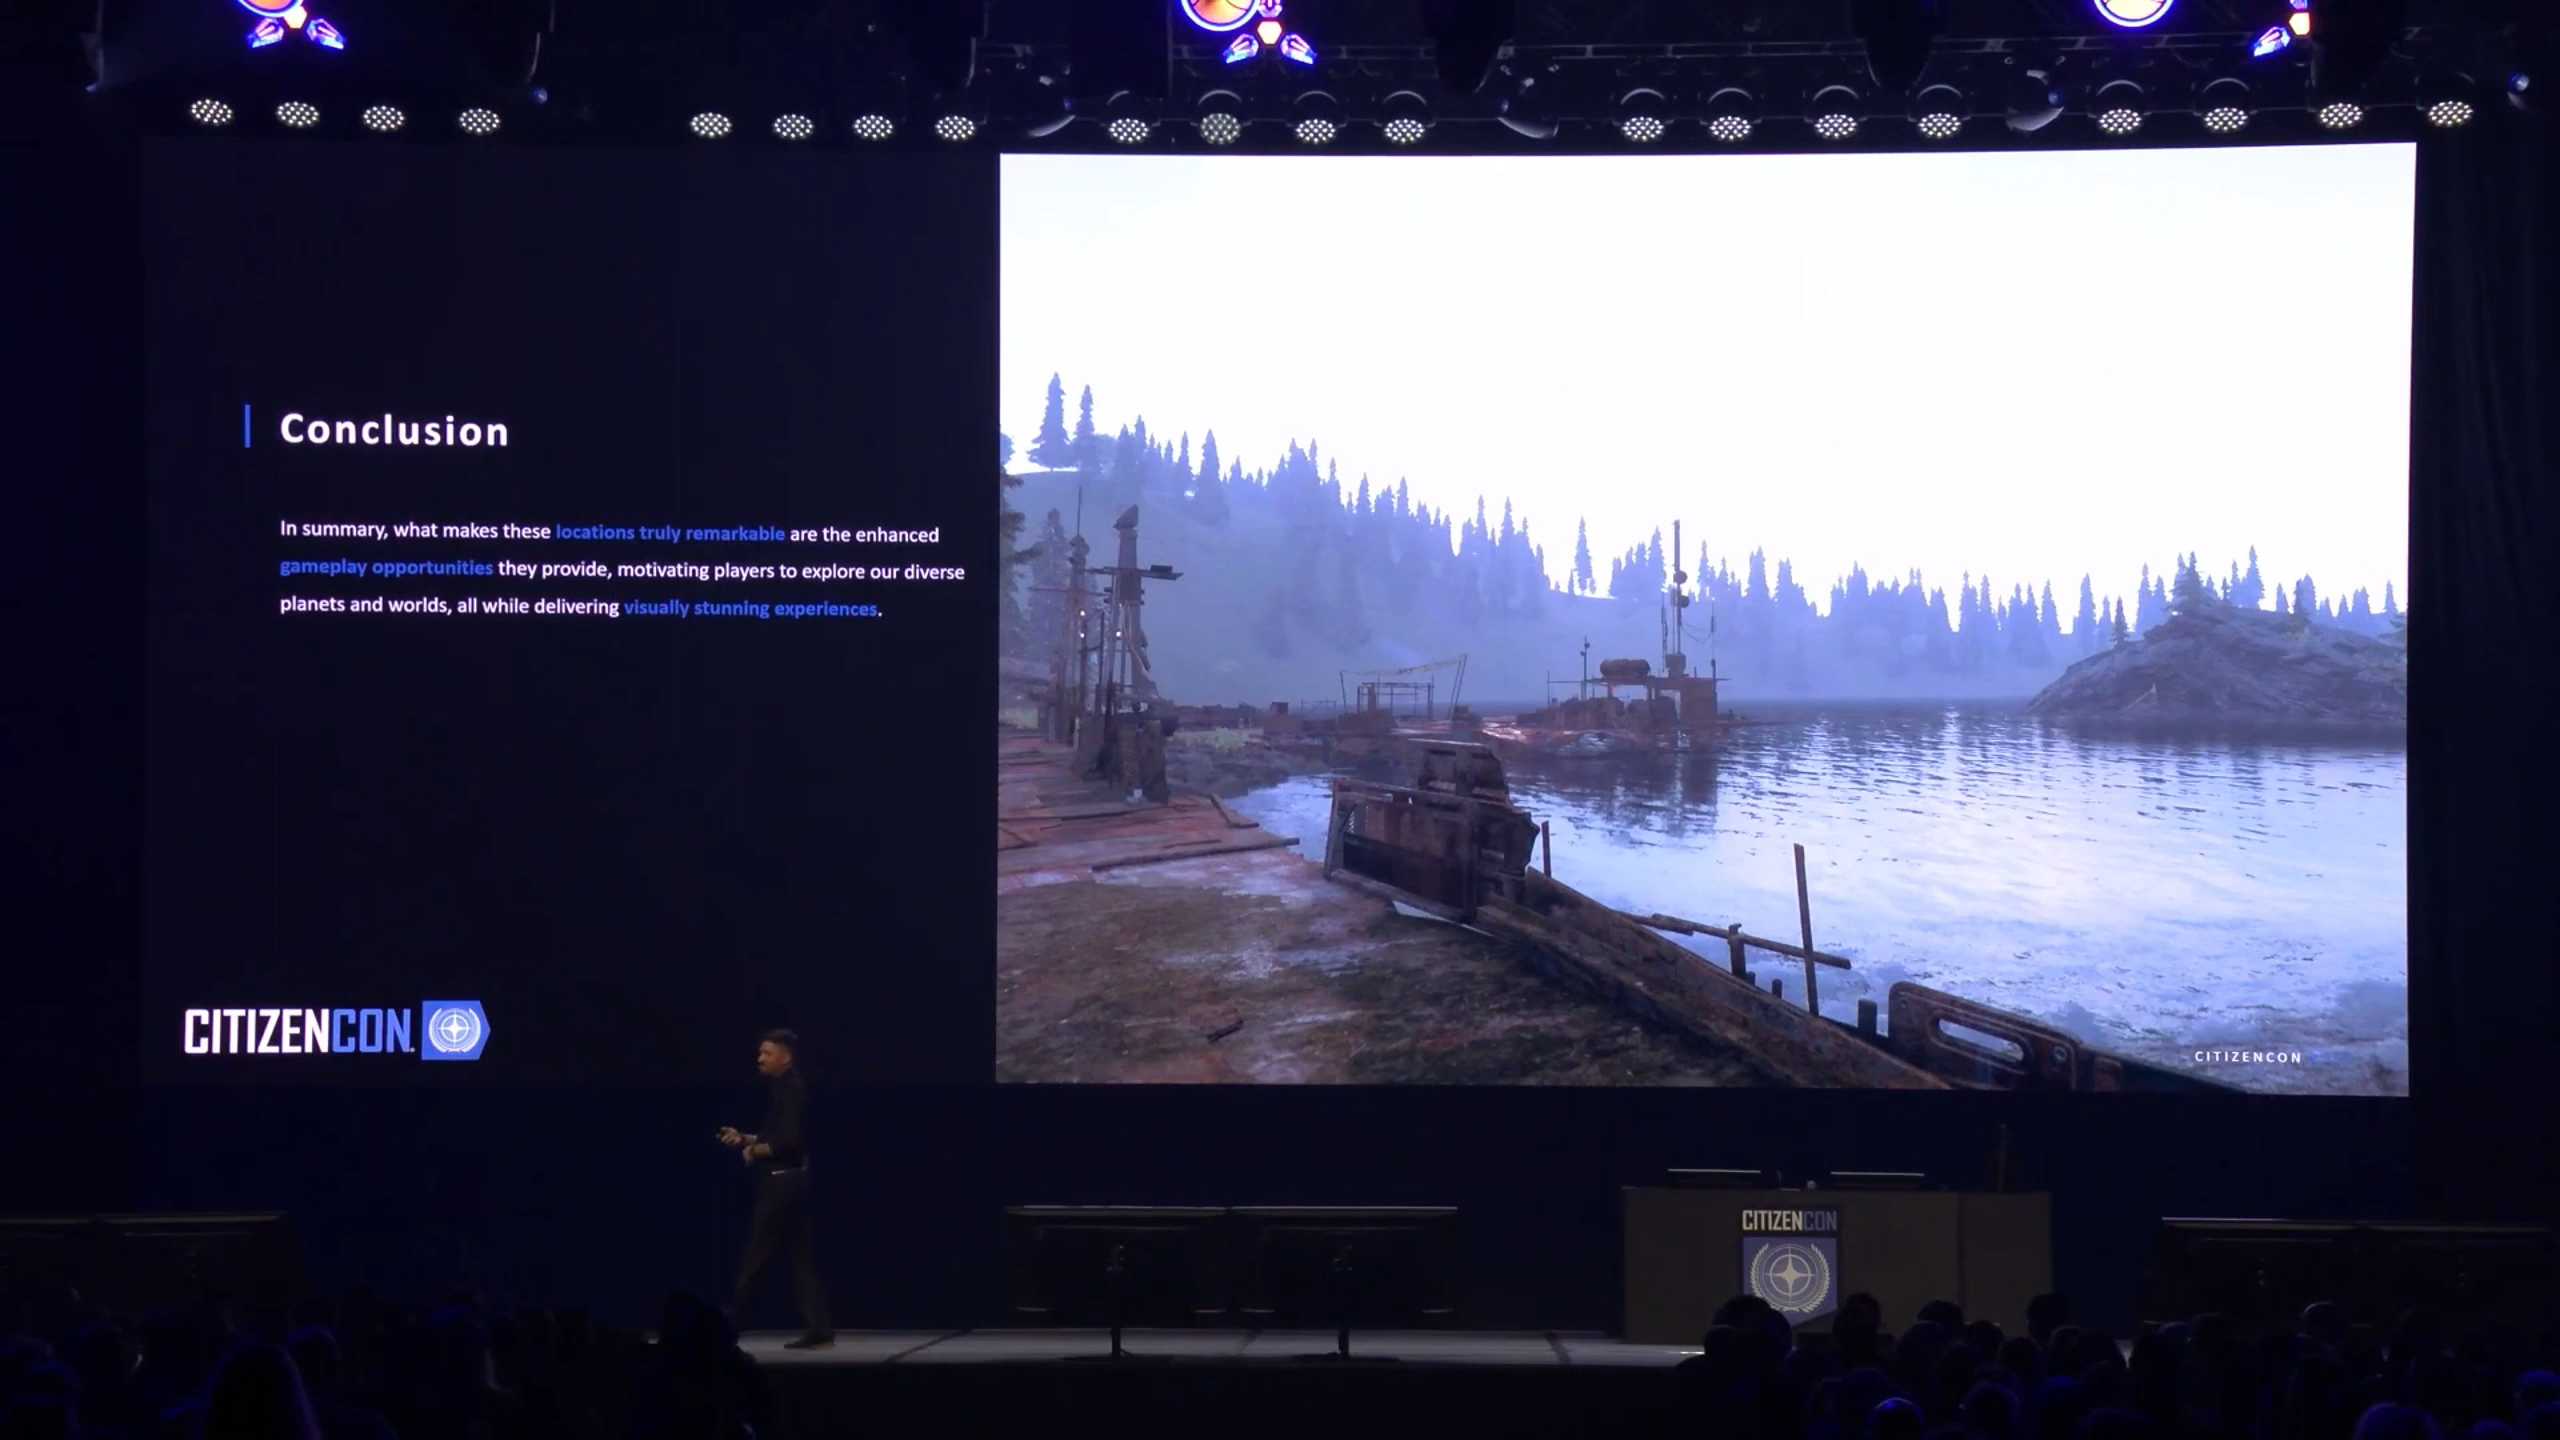 Conclusion
In summary, what makes these locations truly remarkable are the enhanced
gameplay opportunities they provide, motivating players to explore our diverse
planets and worlds, all while delivering visually stunning experiences.
CITIZENCON.
CITIZENCON
CITIZENCON